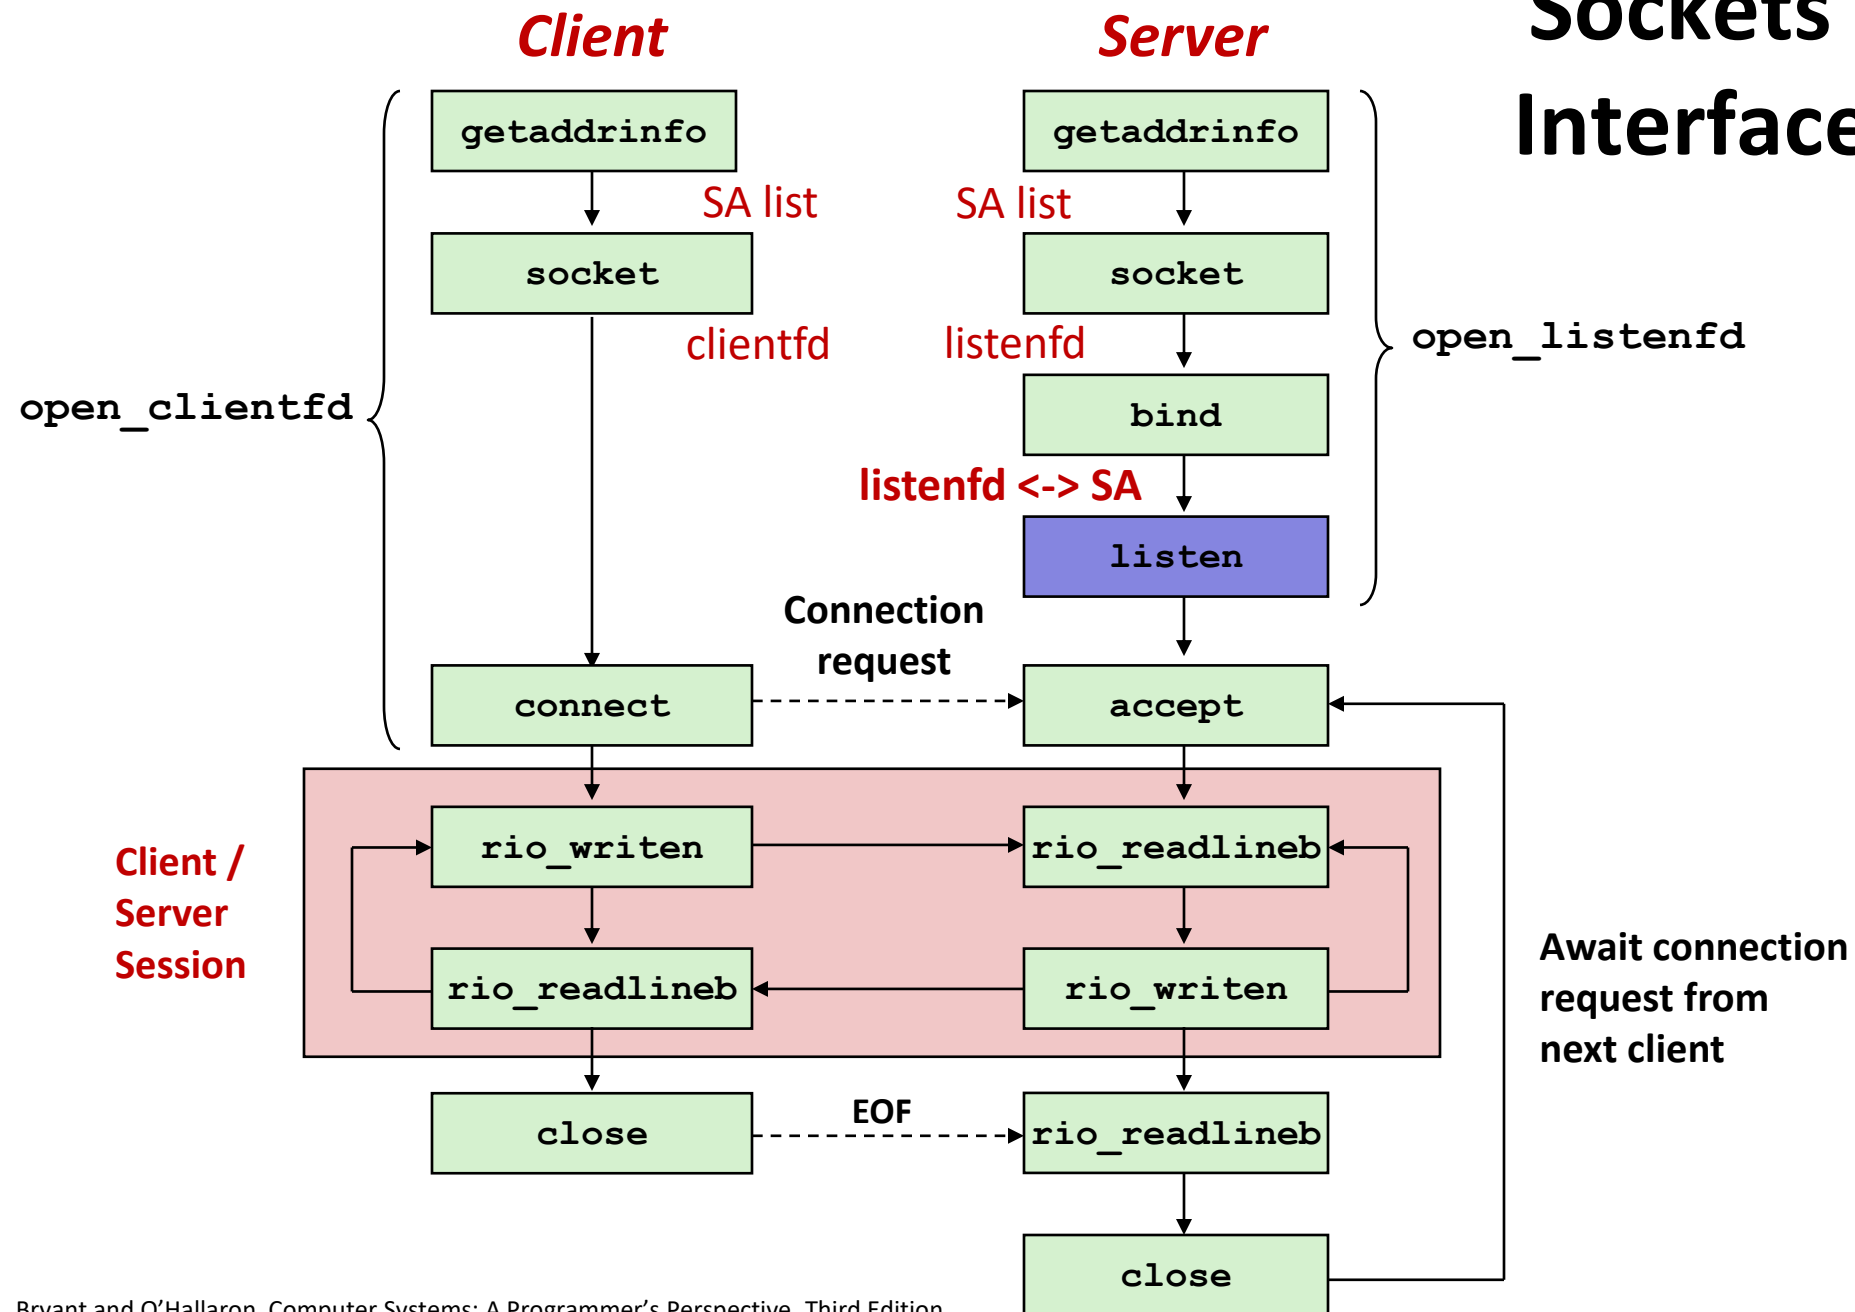 Sockets
Interface
Client
Server
getaddrinfo
getaddrinfo
SA list
SA list
socket
socket
clientfd
listenfd
open_listenfd
open_clientfd
bind
listenfd <-> SA
listen
Connection
request
connect
accept
Client /
Server
Session
rio_writen
rio_readlineb
rio_readlineb
rio_writen
Await connection
request from
next client
close
EOF
rio_readlineb
close
Bryant and O'Hallaron, Computer Systems: A Programmer's Perspective, Third Edition